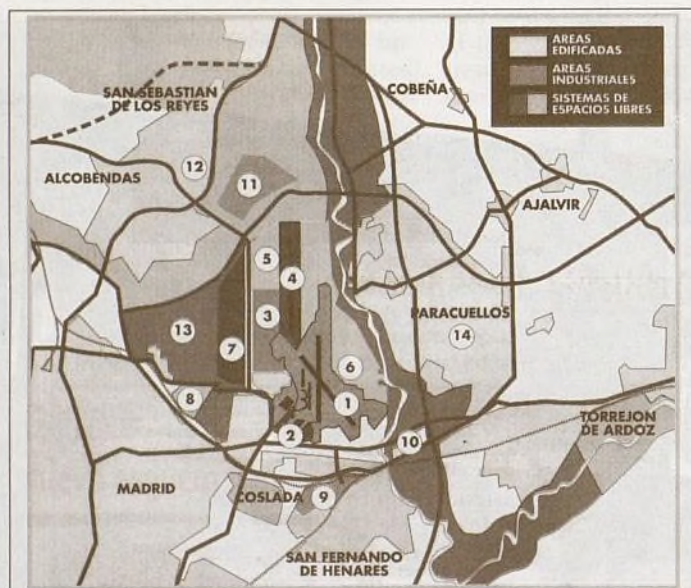 AREAS
EDIFICADAS
AREAS
INDUSTRIALES
SISTEMAS DE
ESPACIOS LIBRES
SAN SEBASTIAN
DE LOS REYES
COBEÑA
12
ALCOBENDAS
11
AJALVIR
5
4
3
PARACUELLOS
13
14
7
6
8
1
2
10
TORREJON
DE ARDOZ
MADRID
COSLADA
9
SAN FERNANDO
DE HENARES